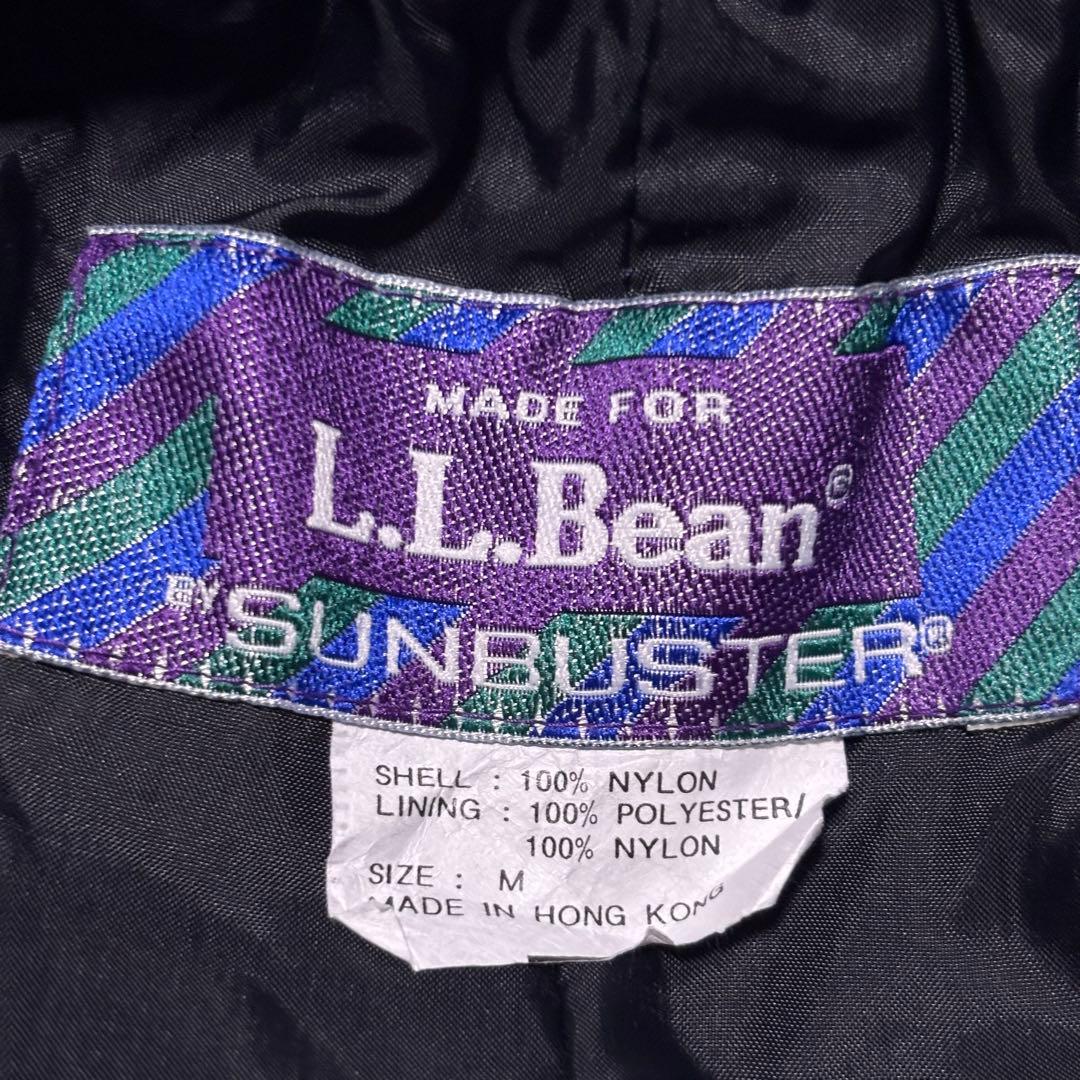 MADE FOR
L.L.Bean®
BY SUNBUSTER®
SHELL : 100% NYLON
LINING : 100% POLYESTER/
100% NYLON
SIZE : M
MADE IN HONG KONG